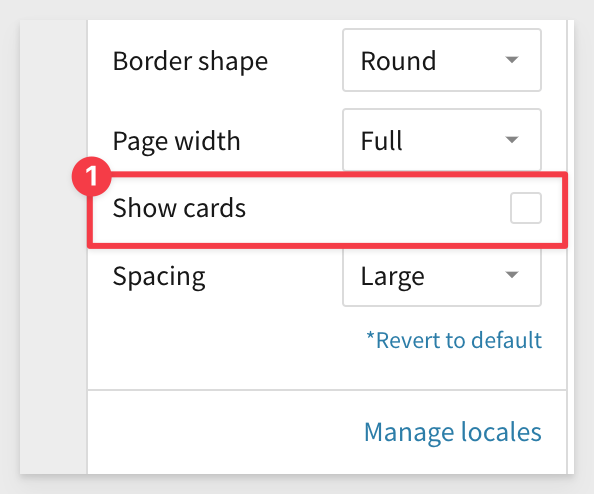 Border shape Round
Page width Full
1
Show cards
Spacing Large
*Revert to default
Manage locales